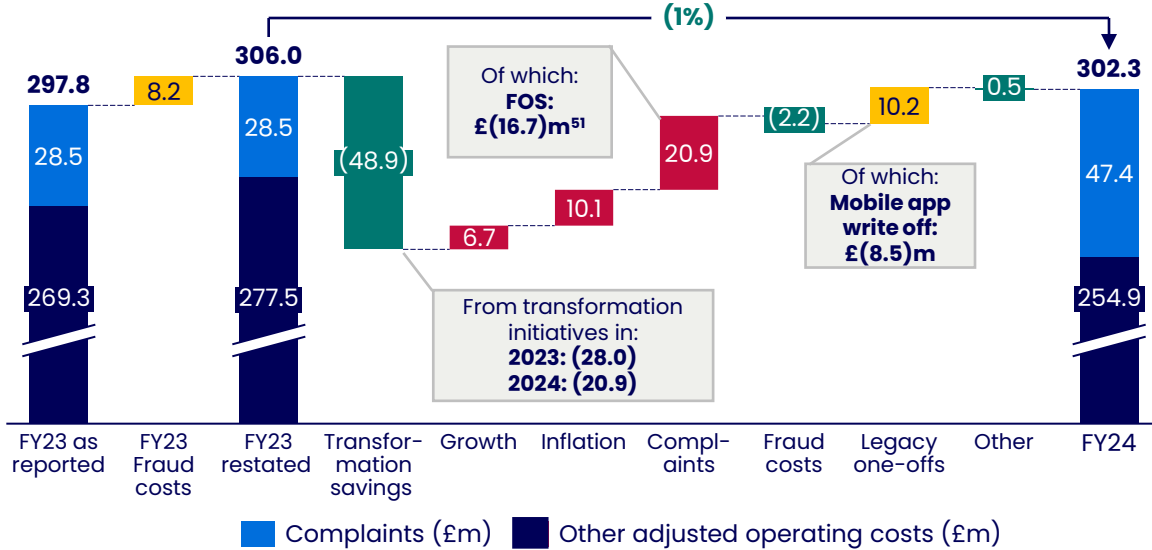 (1%)
297.8
8.2
306.0
302.3
28.5
269.3
28.5
277.5
(48.9)
6.7
10.1
20.9
(2.2)
10.2
0.5
47.4
254.9
Of which:
FOS:
£(16.7)m⁵¹
Of which:
Mobile app
write off:
£(8.5)m
From transformation
initiatives in:
2023: (28.0)
2024: (20.9)
FY23 as
reported
FY23
Fraud
costs
FY23
restated
Transfor-
mation
savings
Growth
Inflation
Compl-
aints
Fraud
costs
Legacy
one-offs
Other
FY24
Complaints (£m)
Other adjusted operating costs (£m)